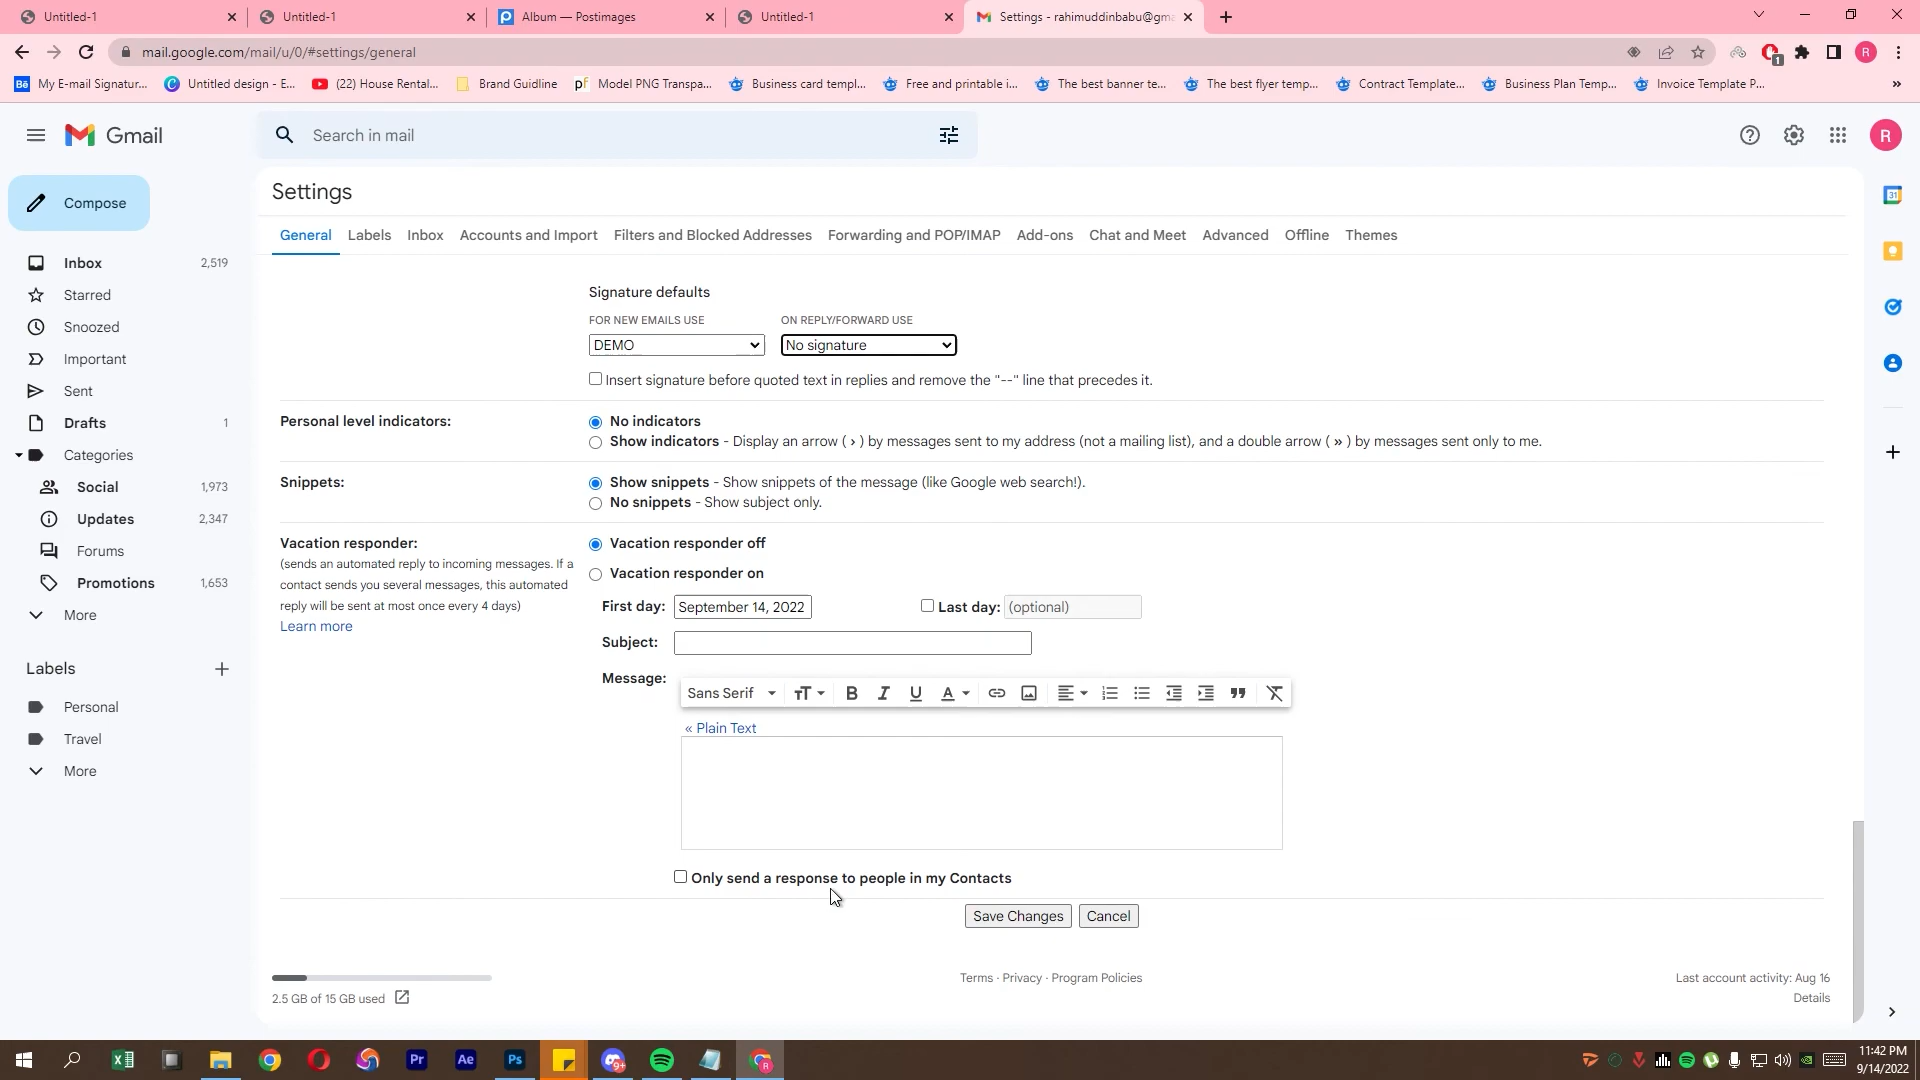 Untitled-1
Untitled-1
Album — Postimages
Untitled-1
Settings - rahimuddinbabu@gma
mail.google.com/mail/u/0/#settings/general
R
1
Bē My E-mail Signatur...
Untitled design - E...
(22) House Rental...
Brand Guidline
pf Model PNG Transpa...
Business card templ...
Free and printable i...
The best banner te...
The best flyer temp...
Contract Template...
Business Plan Temp...
Invoice Template P...
»
Gmail
Search in mail
R
Compose
Inbox 2,519
Starred
Snoozed
Important
Sent
Drafts 1
Categories
Social 1,973
Updates 2,347
Forums
Promotions 1,653
More
Labels
Personal
Travel
More
Settings
General Labels Inbox Accounts and Import Filters and Blocked Addresses Forwarding and POP/IMAP Add-ons Chat and Meet Advanced Offline Themes
Signature defaults
FOR NEW EMAILS USE ON REPLY/FORWARD USE
DEMO No signature
Insert signature before quoted text in replies and remove the "--" line that precedes it.
Personal level indicators:
No indicators
Show indicators - Display an arrow ( › ) by messages sent to my address (not a mailing list), and a double arrow ( » ) by messages sent only to me.
Snippets:
Show snippets - Show snippets of the message (like Google web search!).
No snippets - Show subject only.
Vacation responder:
(sends an automated reply to incoming messages. If a
contact sends you several messages, this automated
reply will be sent at most once every 4 days)
Learn more
Vacation responder off
Vacation responder on
First day: September 14, 2022 Last day: (optional)
Subject:
Message:
Sans Serif
« Plain Text
Only send a response to people in my Contacts
Save Changes Cancel
2.5 GB of 15 GB used
Terms · Privacy · Program Policies
Last account activity: Aug 16
Details
31
Pr
Ae
Ps
9+
R
11:42 PM
9/14/2022